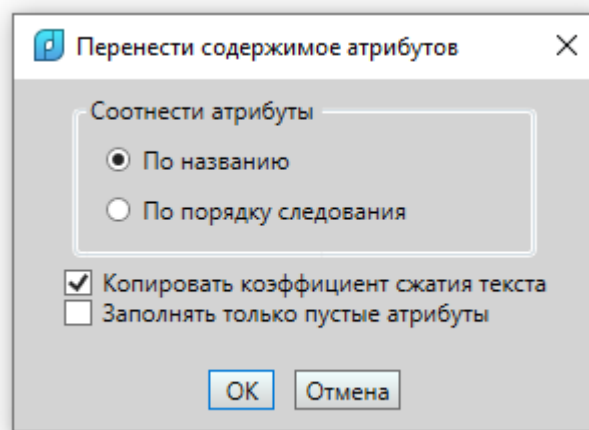 Перенести содержимое атрибутов
Соотнести атрибуты
По названию
По порядку следования
Копировать коэффициент сжатия текста
Заполнять только пустые атрибуты
ОК
Отмена